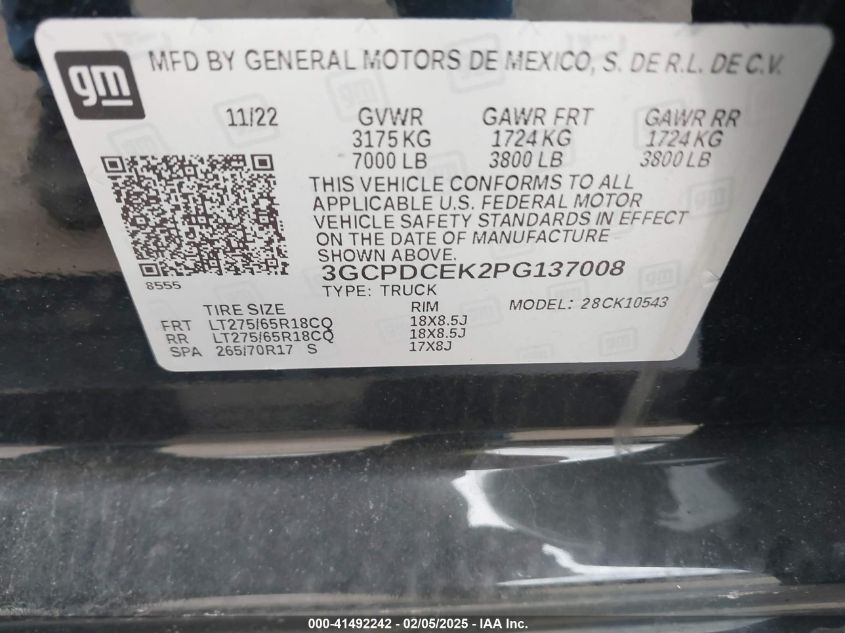 gm
MFD BY GENERAL MOTORS DE MEXICO, S. DE R.L. DE C.V.
11/22 GVWR GAWR FRT GAWR RR
3175 KG 1724 KG 1724 KG
7000 LB 3800 LB 3800 LB
THIS VEHICLE CONFORMS TO ALL
APPLICABLE U.S. FEDERAL MOTOR
VEHICLE SAFETY STANDARDS IN EFFECT
ON THE DATE OF MANUFACTURE
SHOWN ABOVE.
3GCPDCEK2PG137008
8555
TYPE: TRUCK
TIRE SIZE RIM MODEL: 28CK10543
FRT LT275/65R18CQ 18X8.5J
RR LT275/65R18CQ 18X8.5J
SPA 265/70R17 S 17X8J
000-41492242 - 02/05/2025 - IAA Inc.